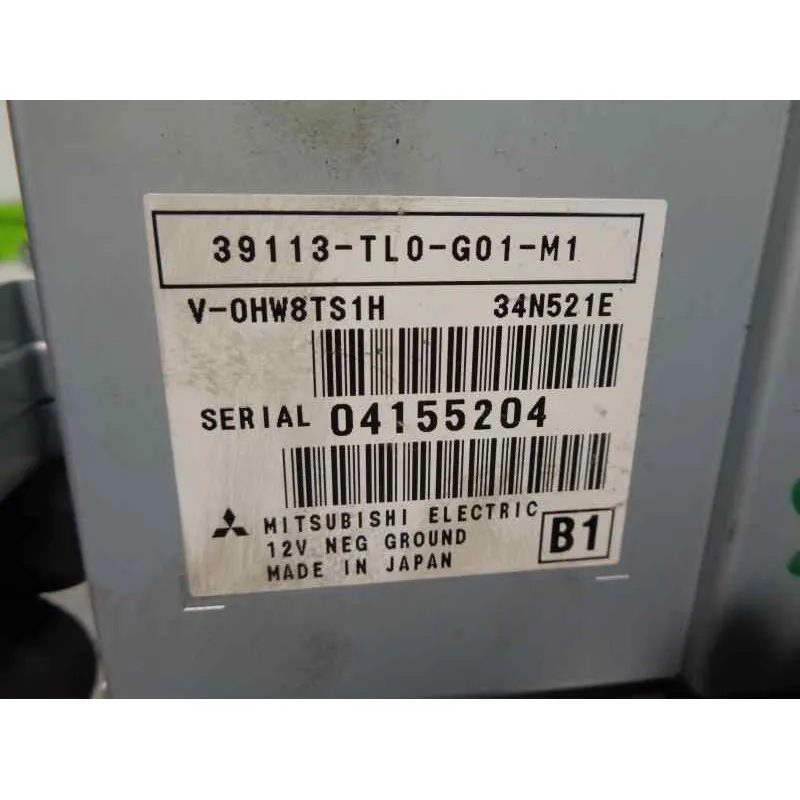 39113-TL0-G01-M1
V-0HW8TS1H 34N521E
SERIAL 04155204
MITSUBISHI ELECTRIC
12V NEG GROUND B1
MADE IN JAPAN